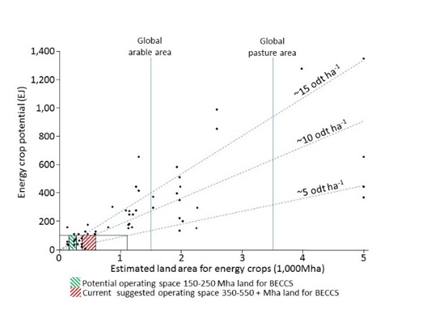 Global
arable area
Global
pasture area
1,400
1,200
1,00
800
600
400
200
0
Energy crop potential (EJ)
~15 odt ha⁻¹
~10 odt ha⁻¹
~5 odt ha⁻¹
0 1 2 3 4 5
Estimated land area for energy crops (1,000Mha)
Potential operating space 150-250 Mha land for BECCS
Current suggested operating space 350-550 + Mha land for BECCS